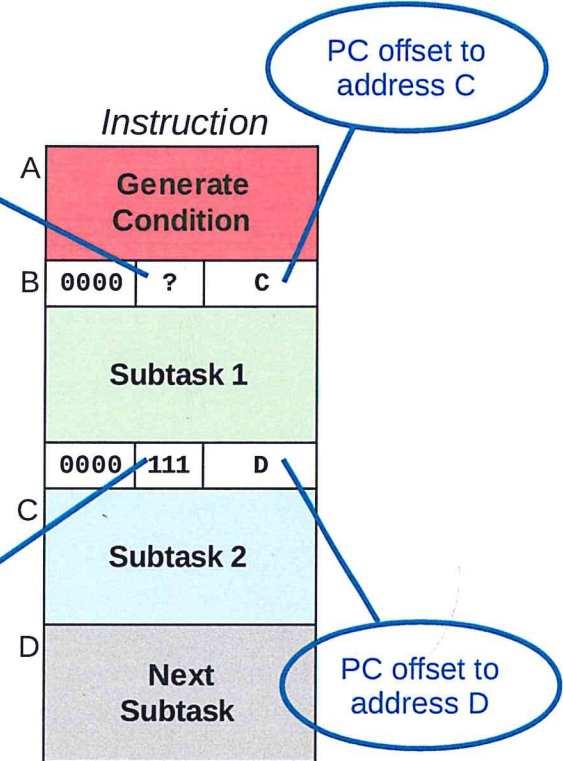 PC offset to
address C
Instruction
A
Generate
Condition
B 0000 ? C
Subtask 1
0000 111 D
C
Subtask 2
D
Next
Subtask
PC offset to
address D